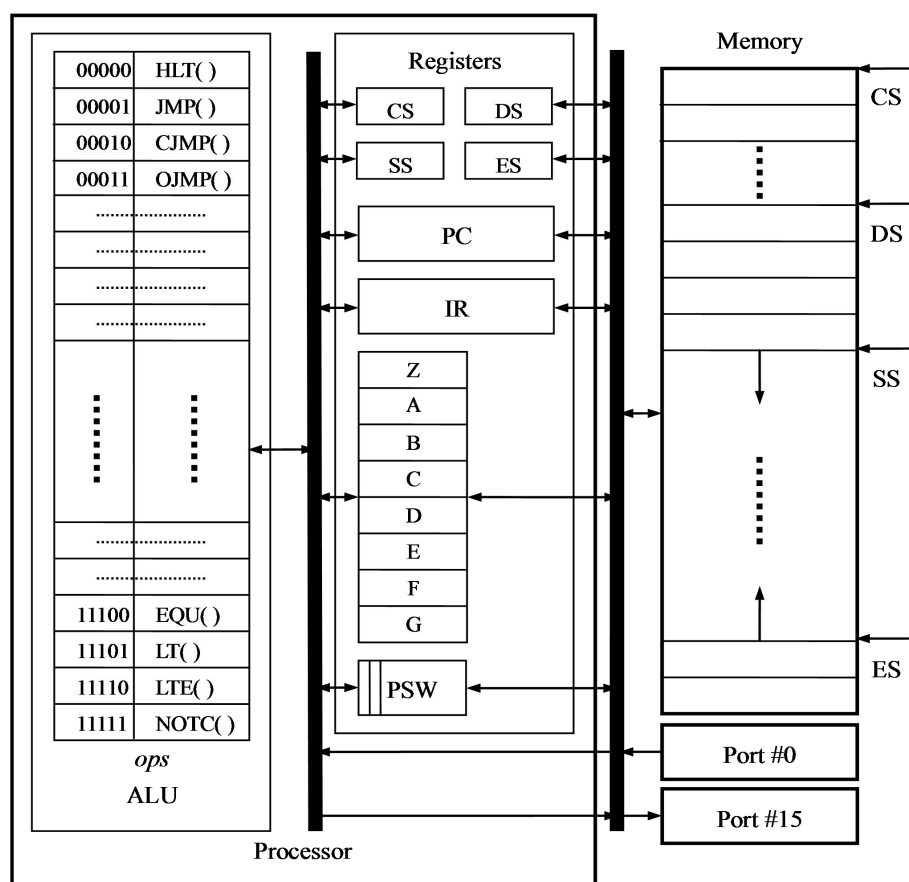 00000 HLT( )
00001 JMP( )
00010 CJMP( )
00011 OJMP( )
11100 EQU( )
11101 LT( )
11110 LTE( )
11111 NOTC( )
ops
ALU
Processor
Registers
CS DS
SS ES
PC
IR
Z
A
B
C
D
E
F
G
PSW
Memory
CS
DS
SS
ES
Port #0
Port #15